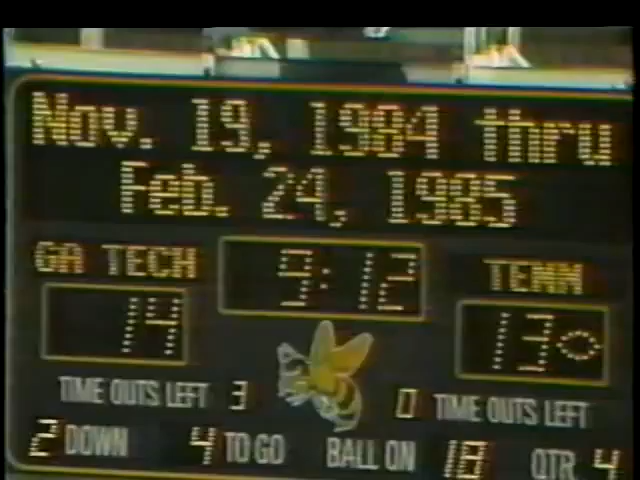 Nov. 19, 1984 thru
Feb. 24, 1985
GA TECH 9:12 TENN
14 13
TIME OUTS LEFT 3 0 TIME OUTS LEFT
2 DOWN 4 TO GO BALL ON 18 QTR 4